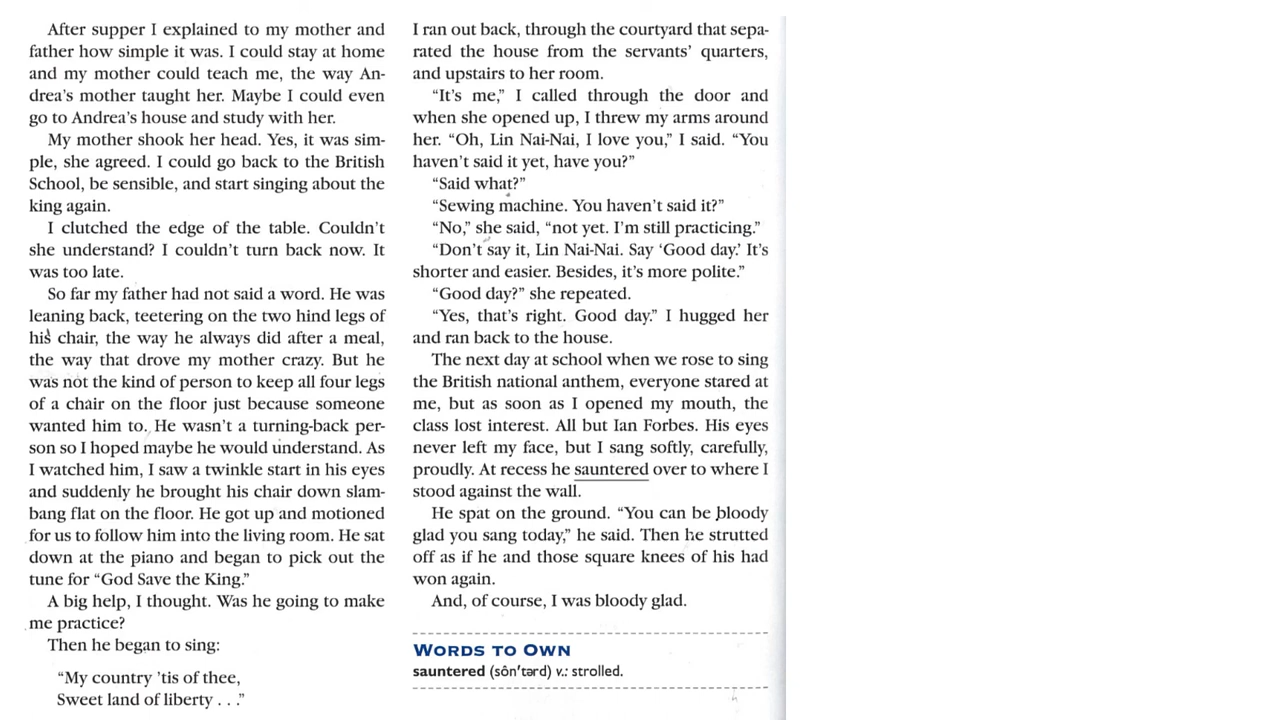 After supper I explained to my mother and
father how simple it was. I could stay at home
and my mother could teach me, the way An-
drea's mother taught her. Maybe I could even
go to Andrea's house and study with her.
My mother shook her head. Yes, it was sim-
ple, she agreed. I could go back to the British
School, be sensible, and start singing about the
king again.
I clutched the edge of the table. Couldn't
she understand? I couldn't turn back now. It
was too late.
So far my father had not said a word. He was
leaning back, teetering on the two hind legs of
his chair, the way he always did after a meal,
the way that drove my mother crazy. But he
was not the kind of person to keep all four legs
of a chair on the floor just because someone
wanted him to. He wasn't a turning-back per-
son so I hoped maybe he would understand. As
I watched him, I saw a twinkle start in his eyes
and suddenly he brought his chair down slam-
bang flat on the floor. He got up and motioned
for us to follow him into the living room. He sat
down at the piano and began to pick out the
tune for “God Save the King.”
A big help, I thought. Was he going to make
me practice?
Then he began to sing:
“My country ’tis of thee,
Sweet land of liberty . . .”
I ran out back, through the courtyard that sepa-
rated the house from the servants’ quarters,
and upstairs to her room.
“It’s me,” I called through the door and
when she opened up, I threw my arms around
her. “Oh, Lin Nai-Nai, I love you,” I said. “You
haven’t said it yet, have you?”
“Said what?”
“Sewing machine. You haven’t said it?”
“No,” she said, “not yet. I’m still practicing.”
“Don’t say it, Lin Nai-Nai. Say ‘Good day.’ It’s
shorter and easier. Besides, it’s more polite.”
“Good day?” she repeated.
“Yes, that’s right. Good day.” I hugged her
and ran back to the house.
The next day at school when we rose to sing
the British national anthem, everyone stared at
me, but as soon as I opened my mouth, the
class lost interest. All but Ian Forbes. His eyes
never left my face, but I sang softly, carefully,
proudly. At recess he sauntered over to where I
stood against the wall.
He spat on the ground. “You can be bloody
glad you sang today,” he said. Then he strutted
off as if he and those square knees of his had
won again.
And, of course, I was bloody glad.
WORDS TO OWN
sauntered (sôn′tərd) v.: strolled.